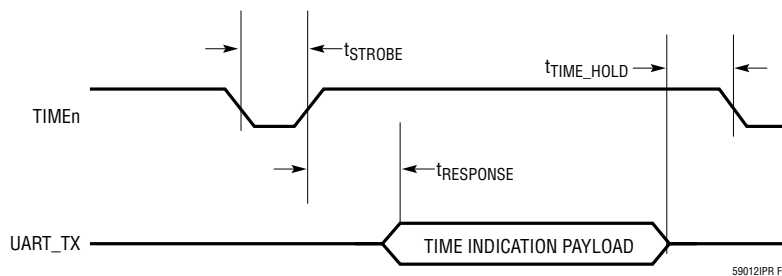 tSTROBE
tTIME_HOLD
TIMEn
tRESPONSE
UART_TX
TIME INDICATION PAYLOAD
59012IPR F